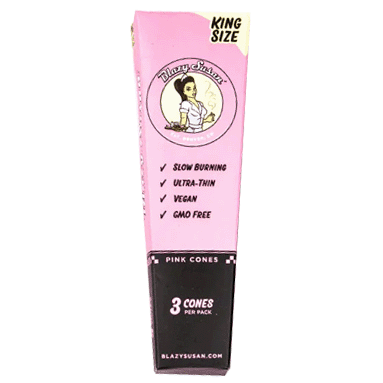 KING
SIZE
Blazy Susan
SLOW BURNING
ULTRA-THIN
VEGAN
GMO FREE
PINK CONES
3 CONES
PER PACK
BLAZYSUSAN.COM